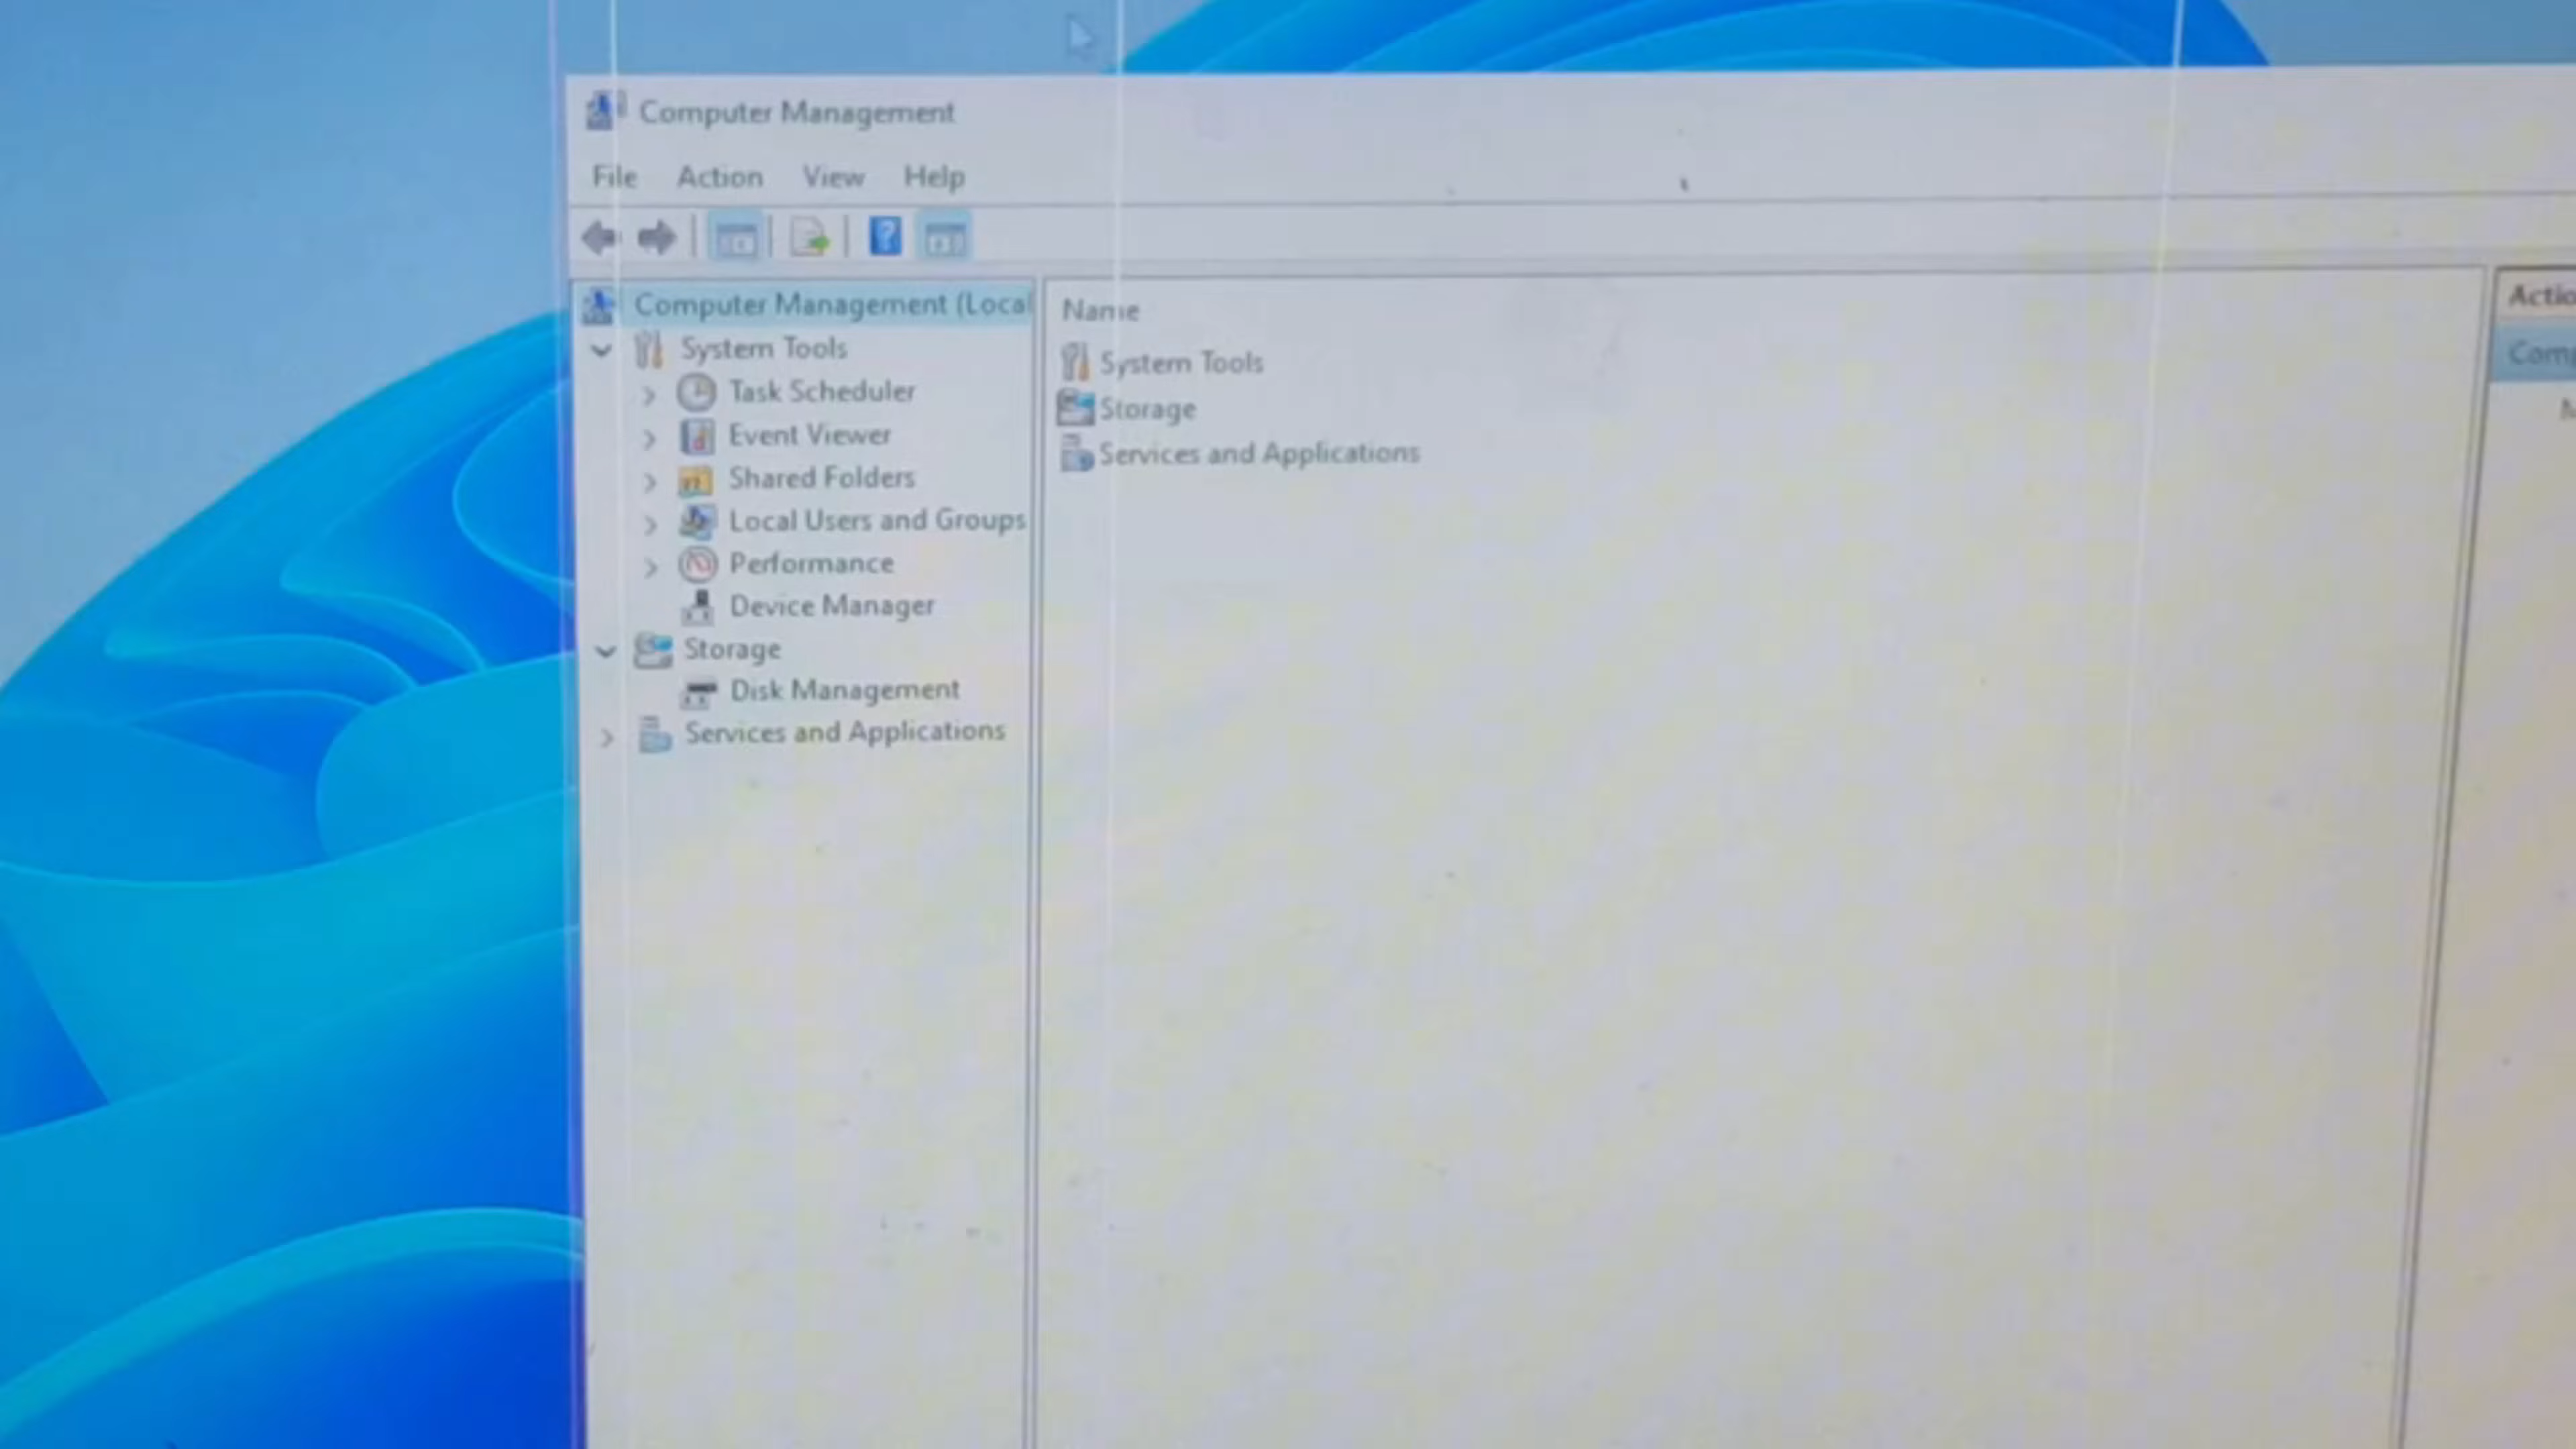 Computer Management
File Action View Help
Computer Management (Local
System Tools
Task Scheduler
Event Viewer
Shared Folders
Local Users and Groups
Performance
Device Manager
Storage
Disk Management
Services and Applications
Name
System Tools
Storage
Services and Applications
Actio
Comp